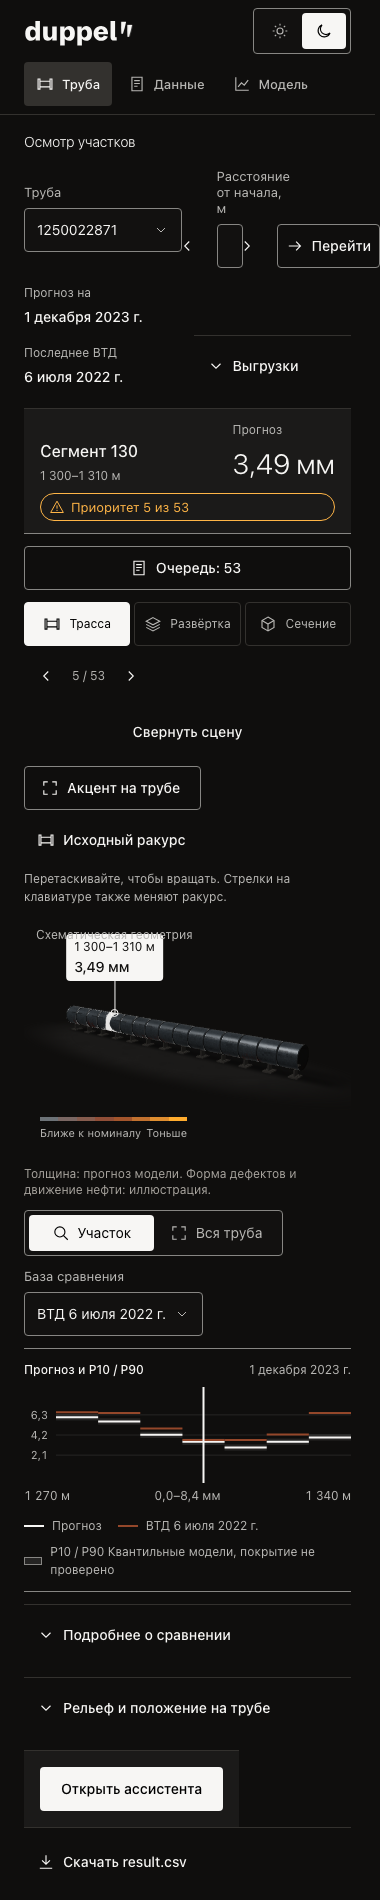 duppel
Труба
Данные
Модель
Осмотр участков
Труба
Расстояние
от начала,
м
1250022871
Перейти
Прогноз на
1 декабря 2023 г.
Последнее ВТД
6 июля 2022 г.
Выгрузки
Прогноз
Сегмент 130
3,49 мм
1 300–1 310 м
Приоритет 5 из 53
Очередь: 53
Трасса
Развёртка
Сечение
5 / 53
Свернуть сцену
Акцент на трубе
Исходный ракурс
Перетаскивайте, чтобы вращать. Стрелки на
клавиатуре также меняют ракурс.
Схематическая геометрия
1 300–1 310 м
3,49 мм
Ближе к номиналу Тоньше
Толщина: прогноз модели. Форма дефектов и
движение нефти: иллюстрация.
Участок
Вся труба
База сравнения
ВТД 6 июля 2022 г.
Прогноз и P10 / P90
1 декабря 2023 г.
6,3
4,2
2,1
1 270 м
0,0–8,4 мм
1 340 м
Прогноз
ВТД 6 июля 2022 г.
P10 / P90 Квантильные модели, покрытие не
проверено
Подробнее о сравнении
Рельеф и положение на трубе
Открыть ассистента
Скачать result.csv